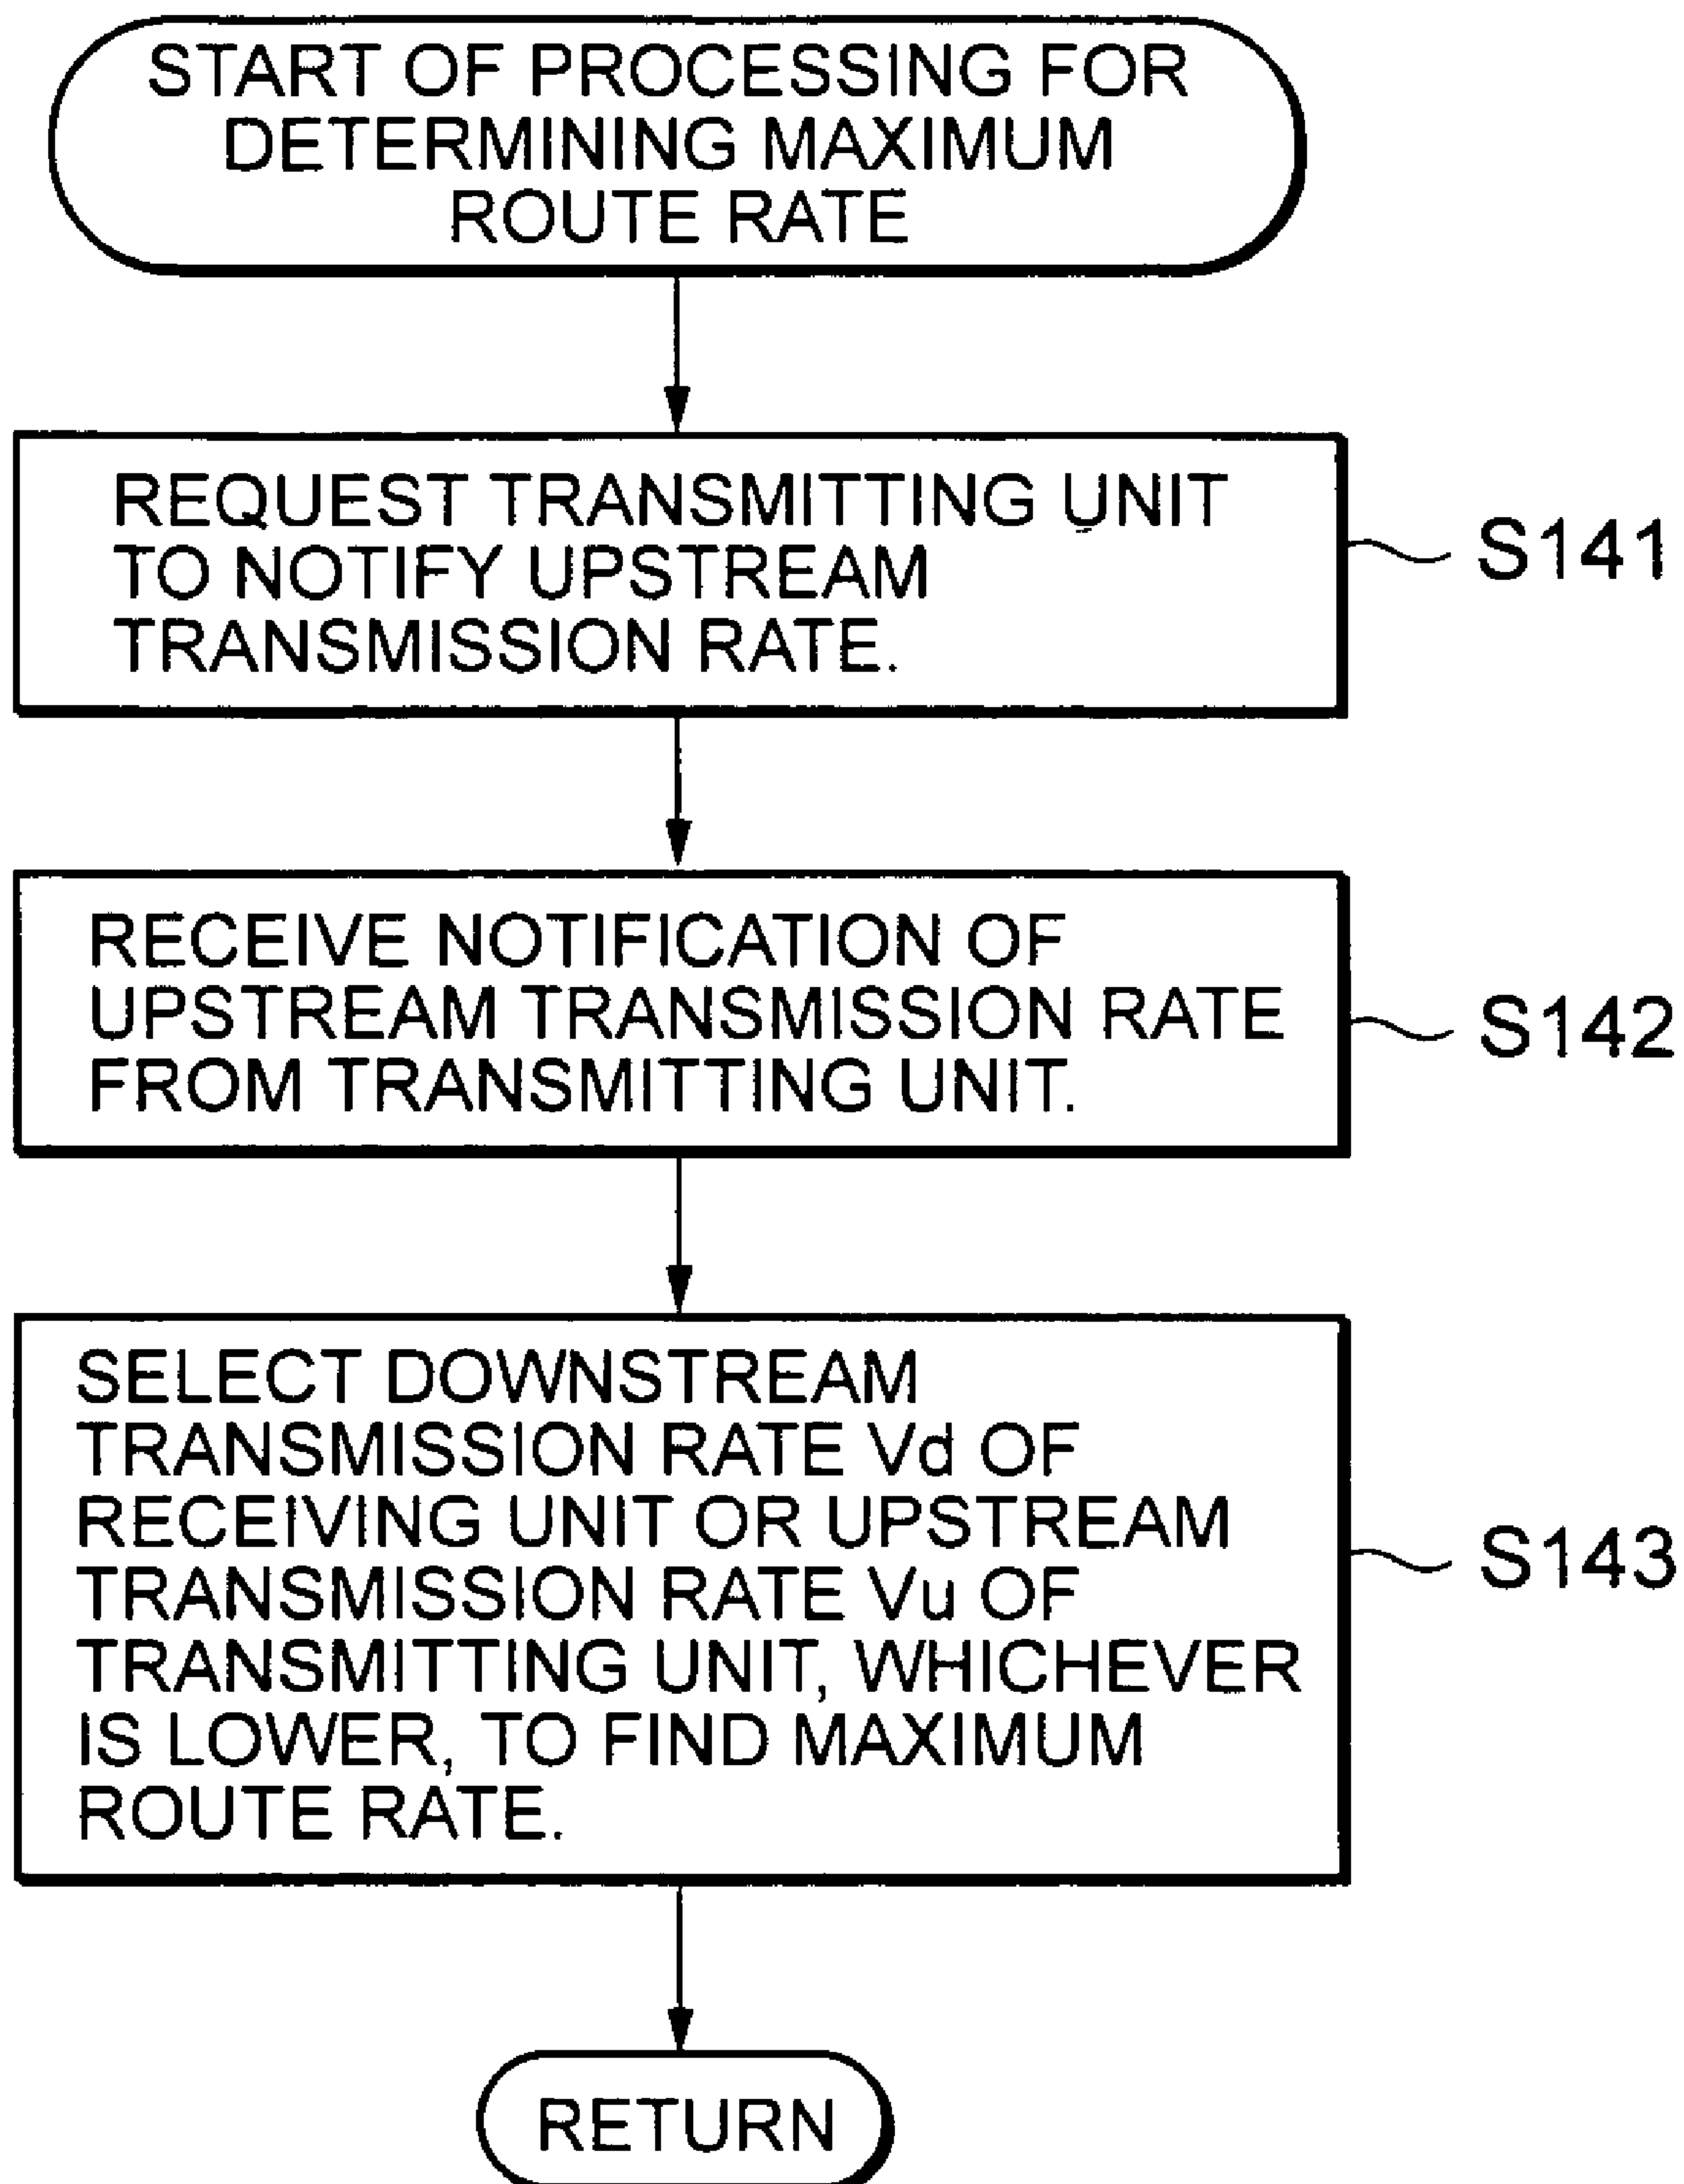 START OF PROCESSING FOR
DETERMINING MAXIMUM
ROUTE RATE
REQUEST TRANSMITTING UNIT
TO NOTIFY UPSTREAM
TRANSMISSION RATE.
S141
RECEIVE NOTIFICATION OF
UPSTREAM TRANSMISSION RATE
FROM TRANSMITTING UNIT.
S142
SELECT DOWNSTREAM
TRANSMISSION RATE Vd OF
RECEIVING UNIT OR UPSTREAM
TRANSMISSION RATE Vu OF
TRANSMITTING UNIT, WHICHEVER
IS LOWER, TO FIND MAXIMUM
ROUTE RATE.
S143
RETURN